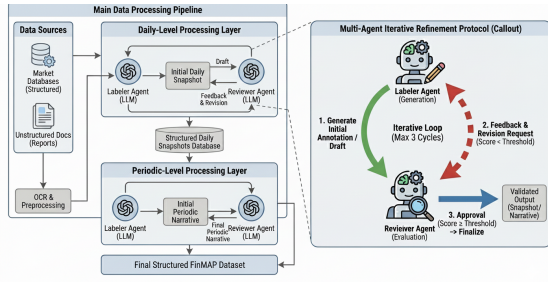 Main Data Processing Pipeline
Data Sources
Market
Databases
(Structured)
Unstructured Docs
(Reports)
OCR &
Preprocessing
Daily-Level Processing Layer
Labeler Agent
(LLM)
Initial Daily
Snapshot
Draft
Feedback
& Revision
Reviewer Agent
(LLM)
Structured Daily
Snapshots Database
Periodic-Level Processing Layer
Labeler Agent
(LLM)
Initial
Periodic
Narrative
Final
Periodic
Narrative
Reviewer Agent
(LLM)
Final Structured FinMAP Dataset
Multi-Agent Iterative Refinement Protocol (Callout)
Labeler Agent
(Generation)
1. Generate
Initial
Annotation /
Draft
Iterative Loop
(Max 3 Cycles)
2. Feedback &
Revision Request
(Score < Threshold)
Revieier Agent
(Evaluation)
3. Approval
(Score ≥ Threshold)
→ Finalize
Validated
Output
(Snapshot/
Narrative)